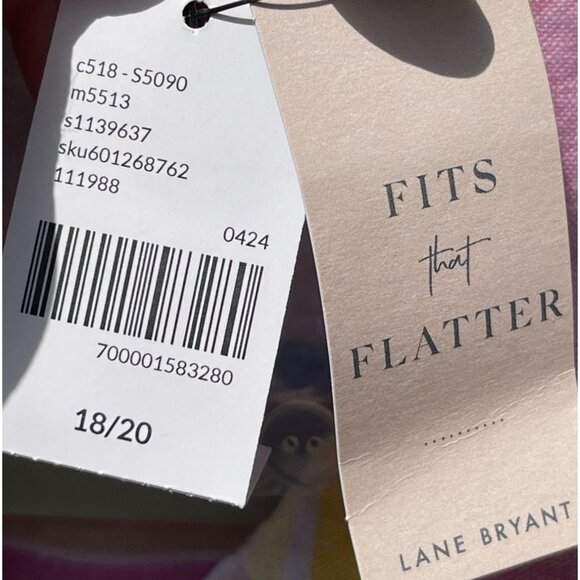 c518 - S5090
m5513
s1139637
sku601268762
111988
0424
700001583280
18/20
FITS
that
FLATTER
..........
LANE BRYANT